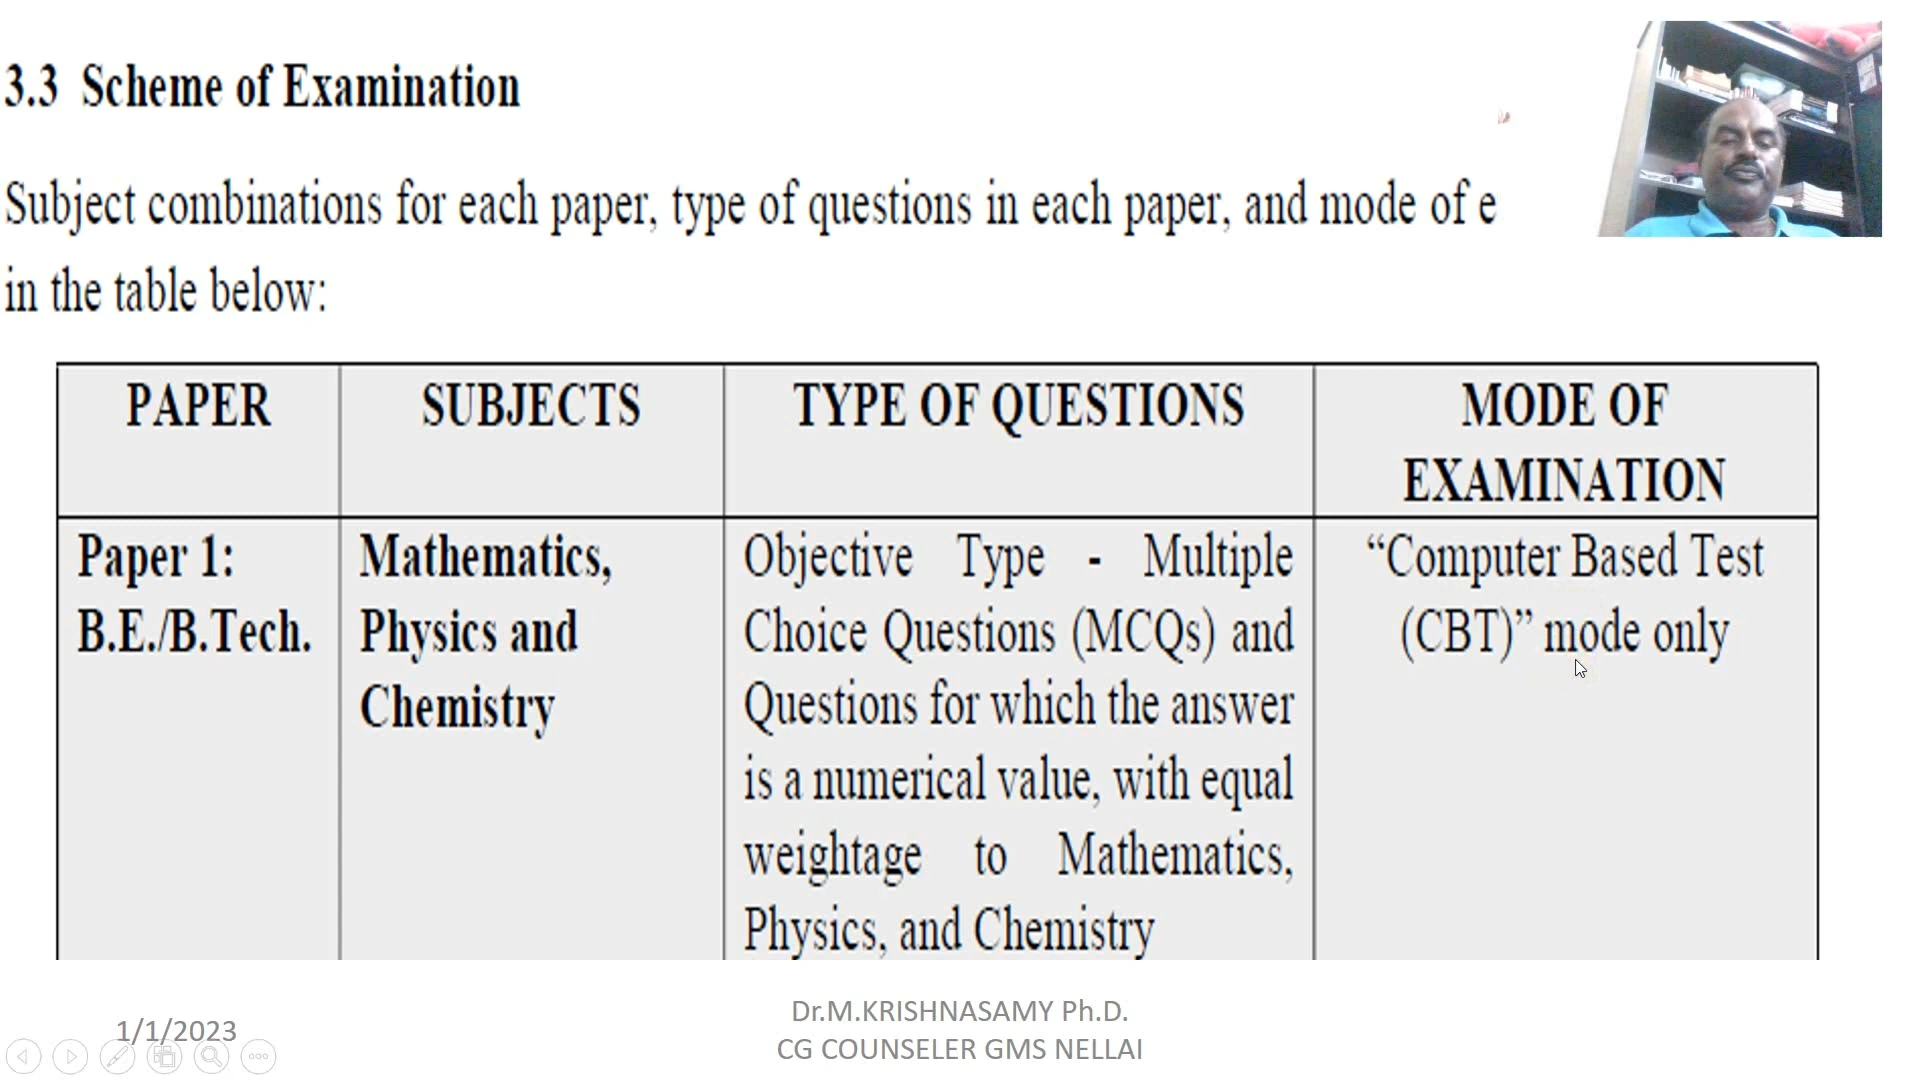 3.3 Scheme of Examination
Subject combinations for each paper, type of questions in each paper, and mode of e
in the table below:
PAPER
SUBJECTS
TYPE OF QUESTIONS
MODE OF
EXAMINATION
Paper 1:
B.E./B.Tech.
Mathematics,
Physics and
Chemistry
Objective Type - Multiple
Choice Questions (MCQs) and
Questions for which the answer
is a numerical value, with equal
weightage to Mathematics,
Physics, and Chemistry
“Computer Based Test
(CBT)” mode only
1/1/2023
Dr.M.KRISHNASAMY Ph.D.
CG COUNSELER GMS NELLAI